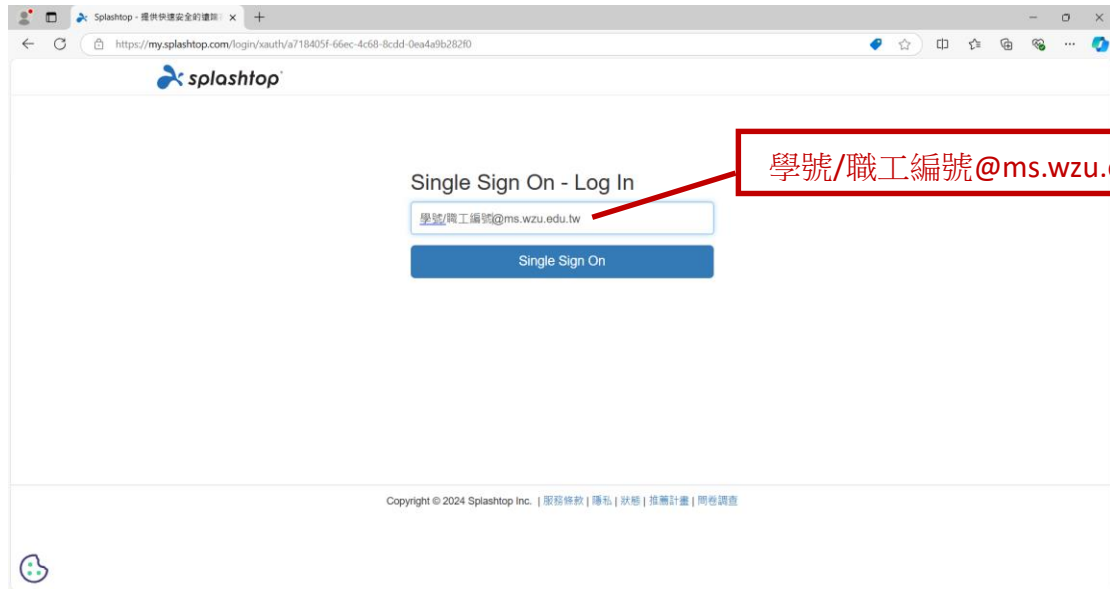 Splashtop - 提供快速安全的遠端
https://my.splashtop.com/login/xauth/a718405f-66ec-4c68-8cdd-0ea4a9b282f0
splashtop
學號/職工編號@ms.wzu.e
Single Sign On - Log In
學號/職工編號@ms.wzu.edu.tw
Single Sign On
Copyright © 2024 Splashtop Inc. | 服務條款 | 隱私 | 狀態 | 推薦計畫 | 問卷調查